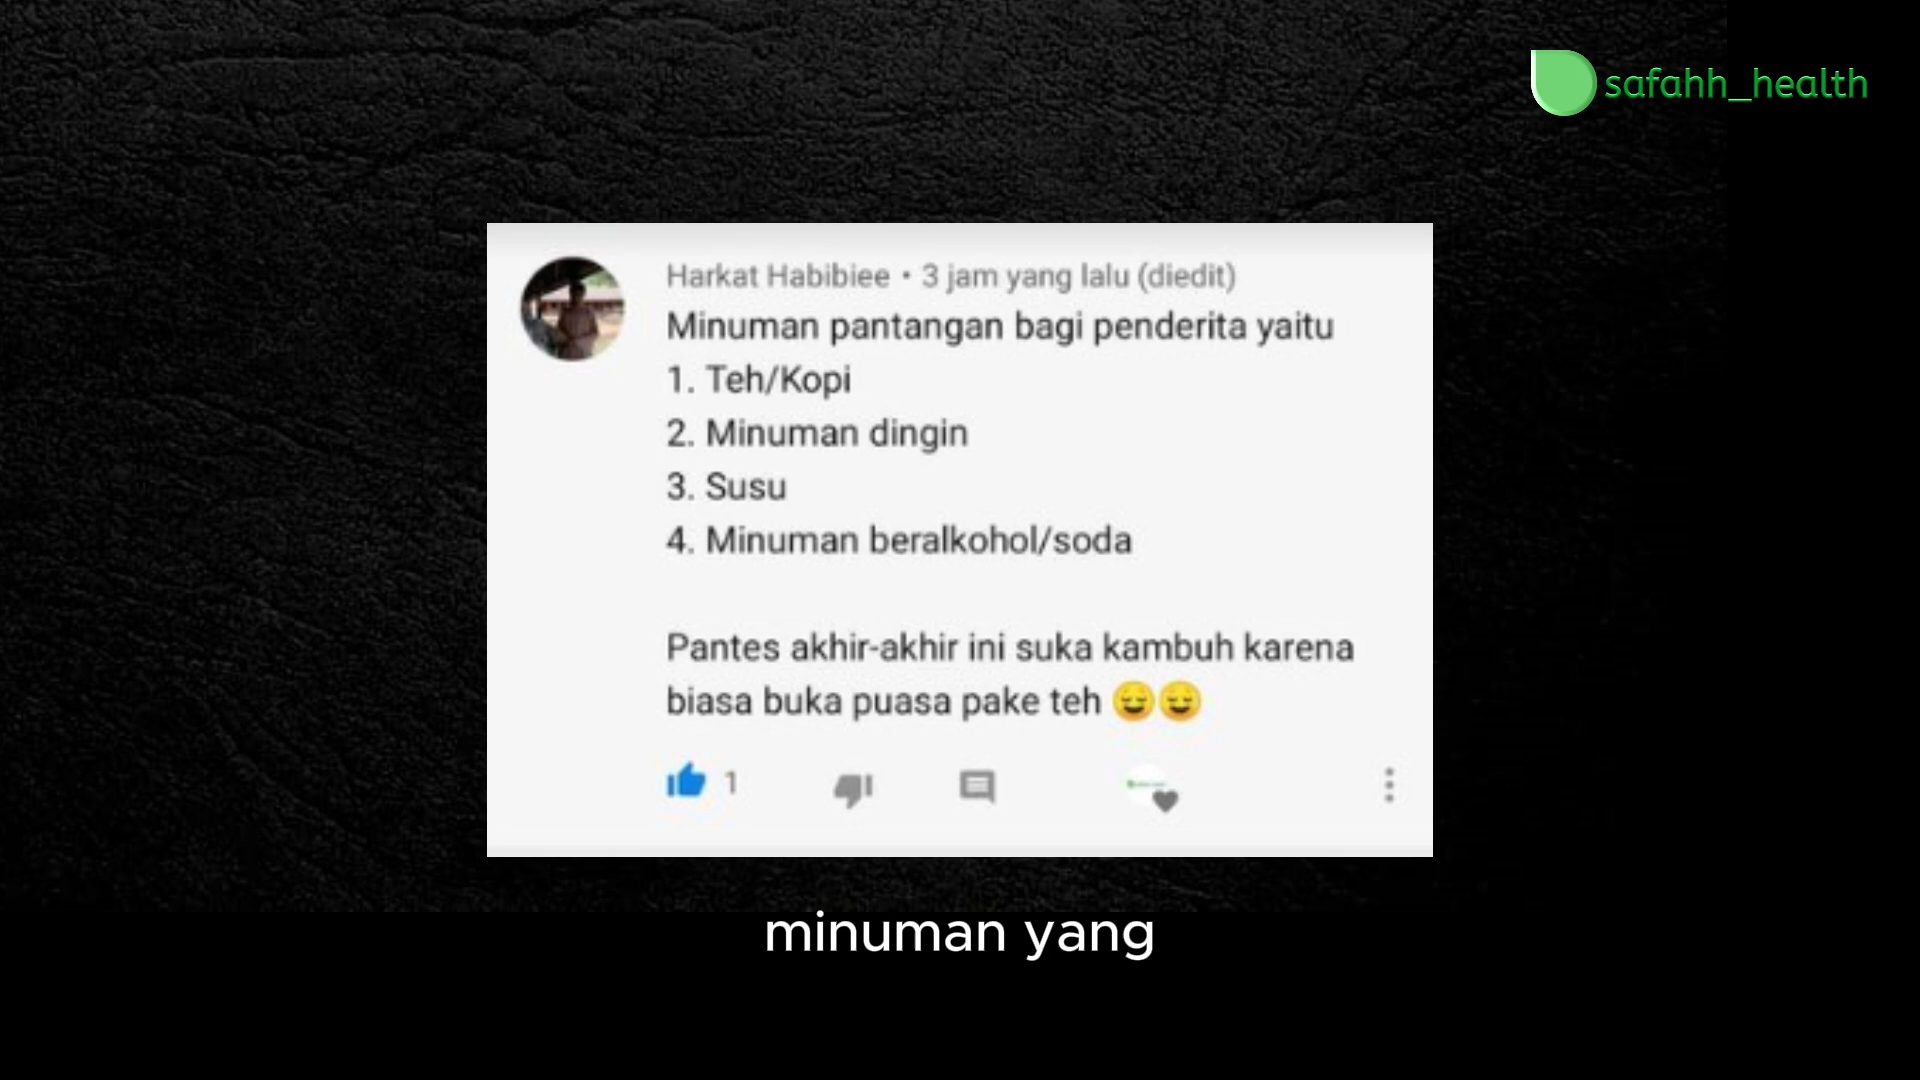 safahh_health
Harkat Habibiee • 3 jam yang lalu (diedit)
Minuman pantangan bagi penderita yaitu
1. Teh/Kopi
2. Minuman dingin
3. Susu
4. Minuman beralkohol/soda
Pantes akhir-akhir ini suka kambuh karena
biasa buka puasa pake teh 😌😌
1
minuman yang